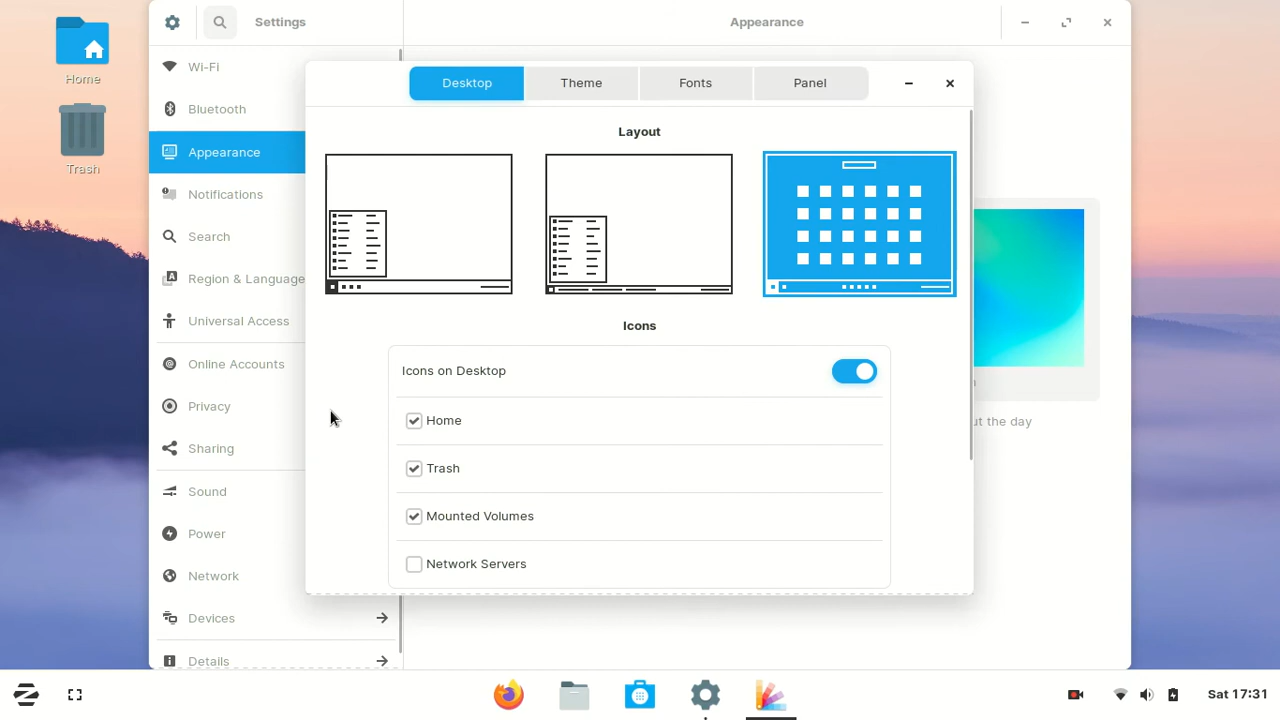 Home
Trash
Settings
Appearance
Wi-Fi
Bluetooth
Appearance
Notifications
Search
Region & Language
Universal Access
Online Accounts
Privacy
Sharing
Sound
Power
Network
Devices
Details
Desktop
Theme
Fonts
Panel
Layout
Icons
Icons on Desktop
Home
Trash
Mounted Volumes
Network Servers
ut the day
Sat 17:31